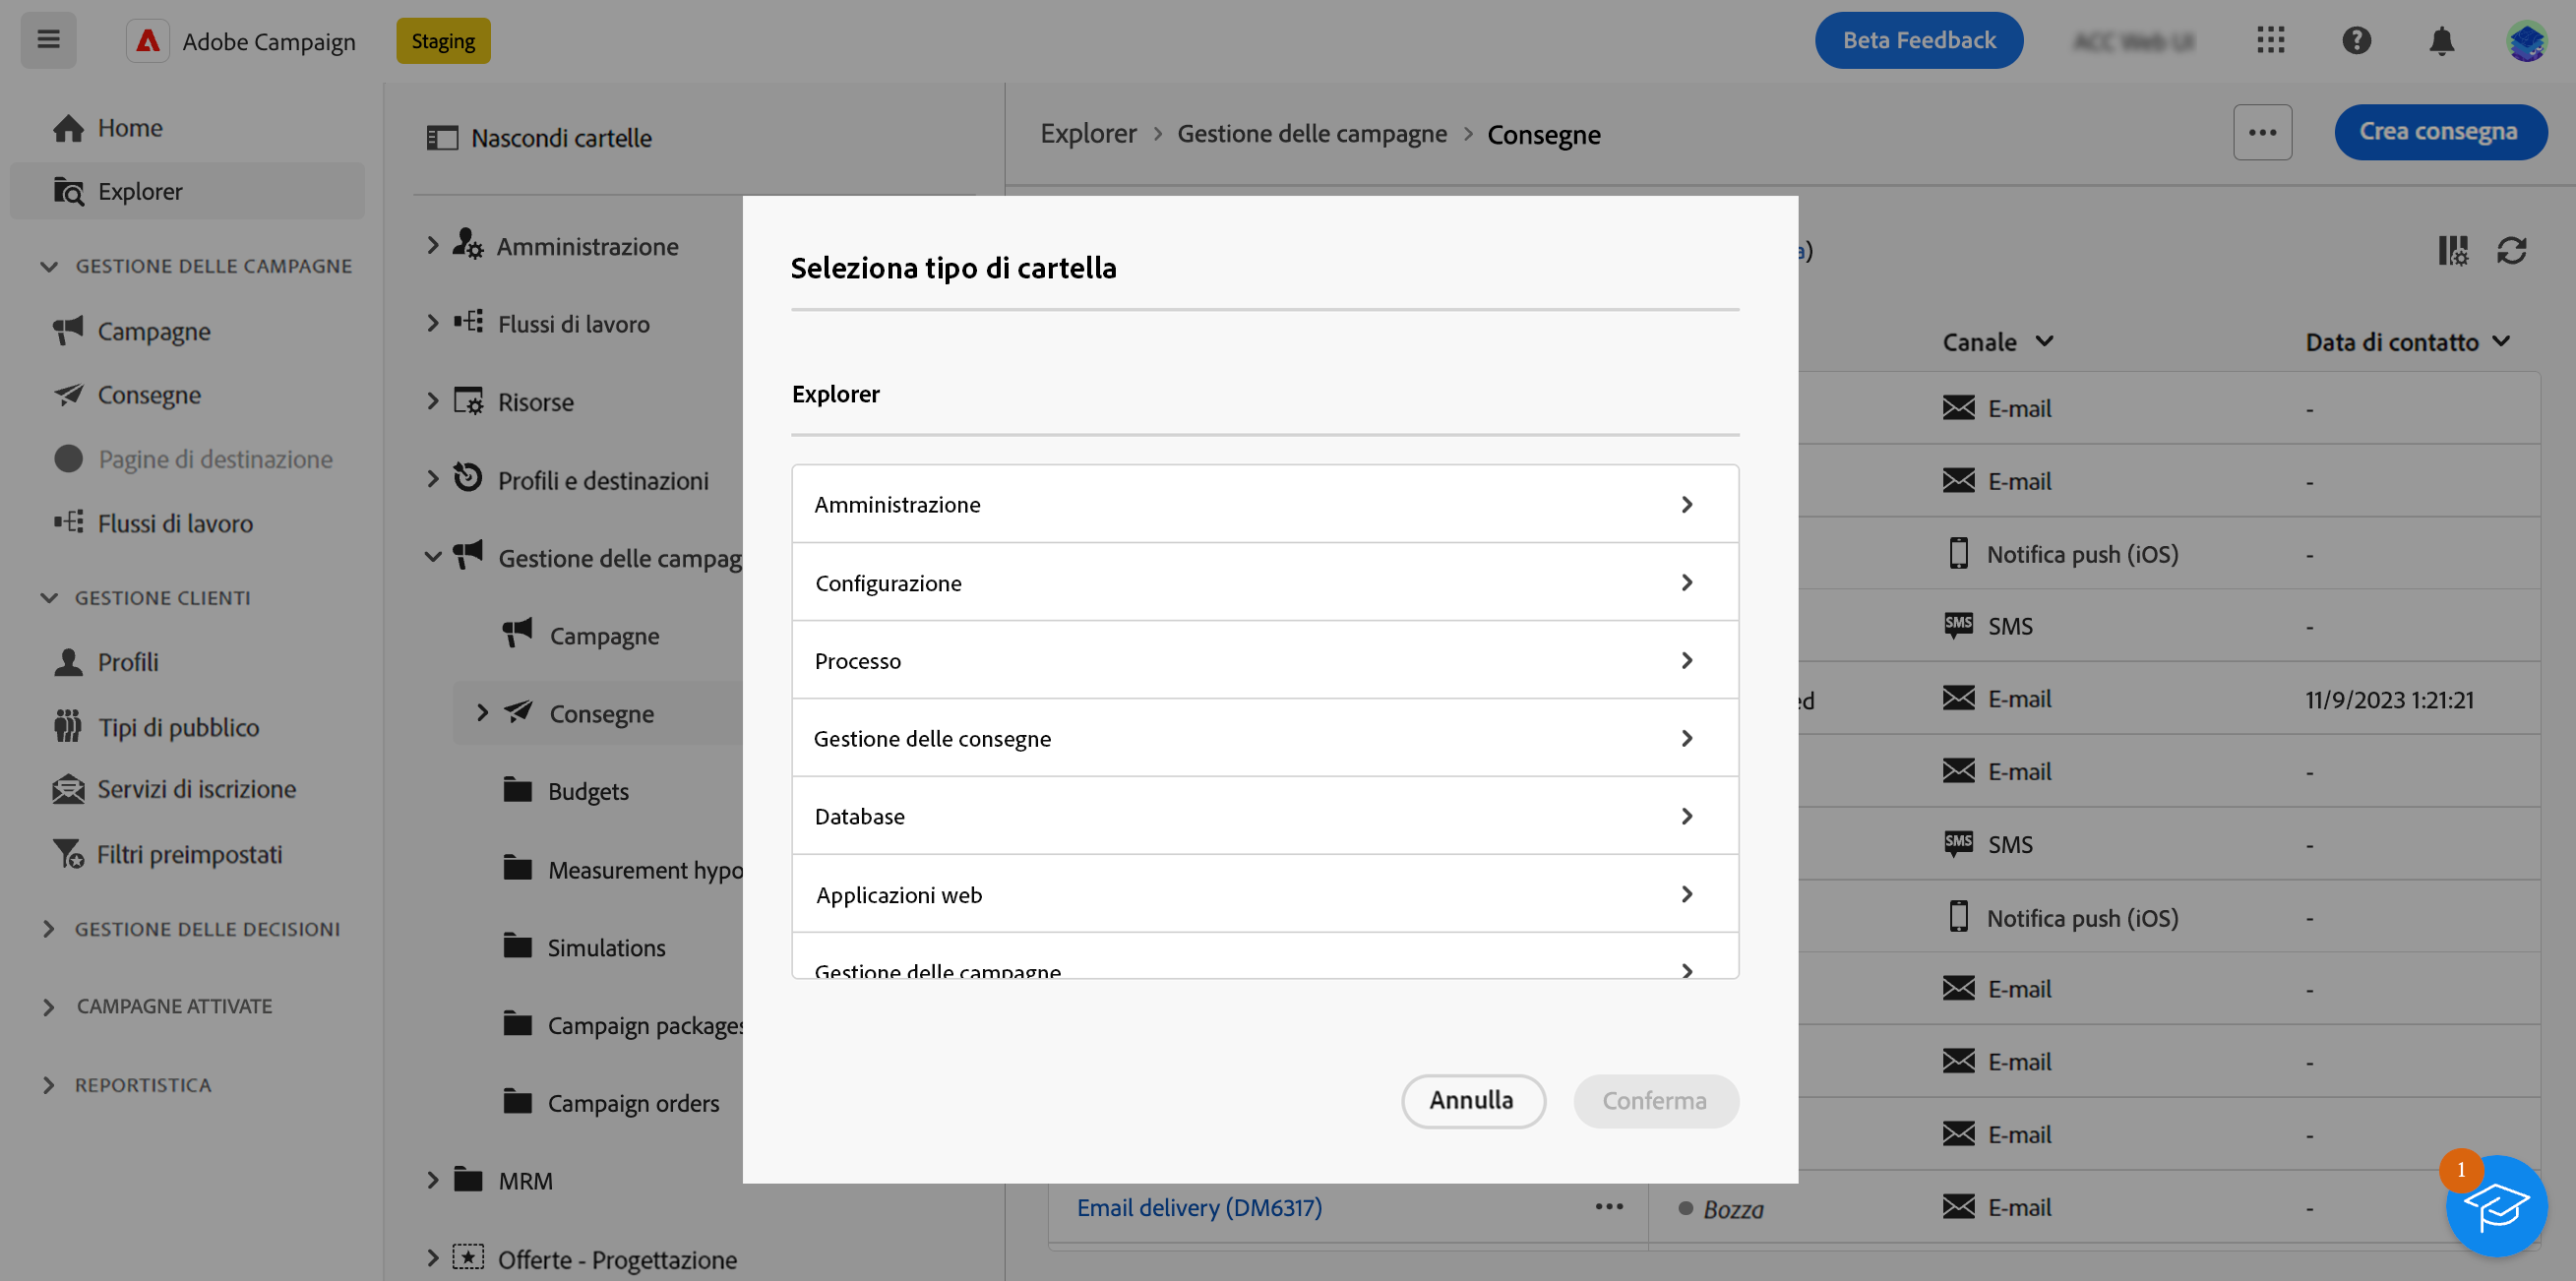 Adobe Campaign
Staging
Beta Feedback
Home
Explorer
GESTIONE DELLE CAMPAGNE
Campagne
Consegne
Pagine di destinazione
Flussi di lavoro
GESTIONE CLIENTI
Profili
Tipi di pubblico
Servizi di iscrizione
Filtri preimpostati
GESTIONE DELLE DECISIONI
CAMPAGNE ATTIVATE
REPORTISTICA
Nascondi cartelle
Amministrazione
Flussi di lavoro
Risorse
Profili e destinazioni
Gestione delle campag
Campagne
Consegne
Budgets
Measurement hypo
Simulations
Campaign packages
Campaign orders
MRM
Offerte - Progettazione
Explorer > Gestione delle campagne > Consegne
Crea consegna
a)
Canale
Data di contatto
E-mail -
E-mail -
Notifica push (iOS) -
SMS SMS -
ed E-mail 11/9/2023 1:21:21
E-mail -
SMS SMS -
Notifica push (iOS) -
E-mail -
E-mail -
E-mail -
Email delivery (DM6317) ••• Bozza E-mail -
1
Seleziona tipo di cartella
Explorer
Amministrazione
Configurazione
Processo
Gestione delle consegne
Database
Applicazioni web
Gestione delle campagne
Annulla
Conferma